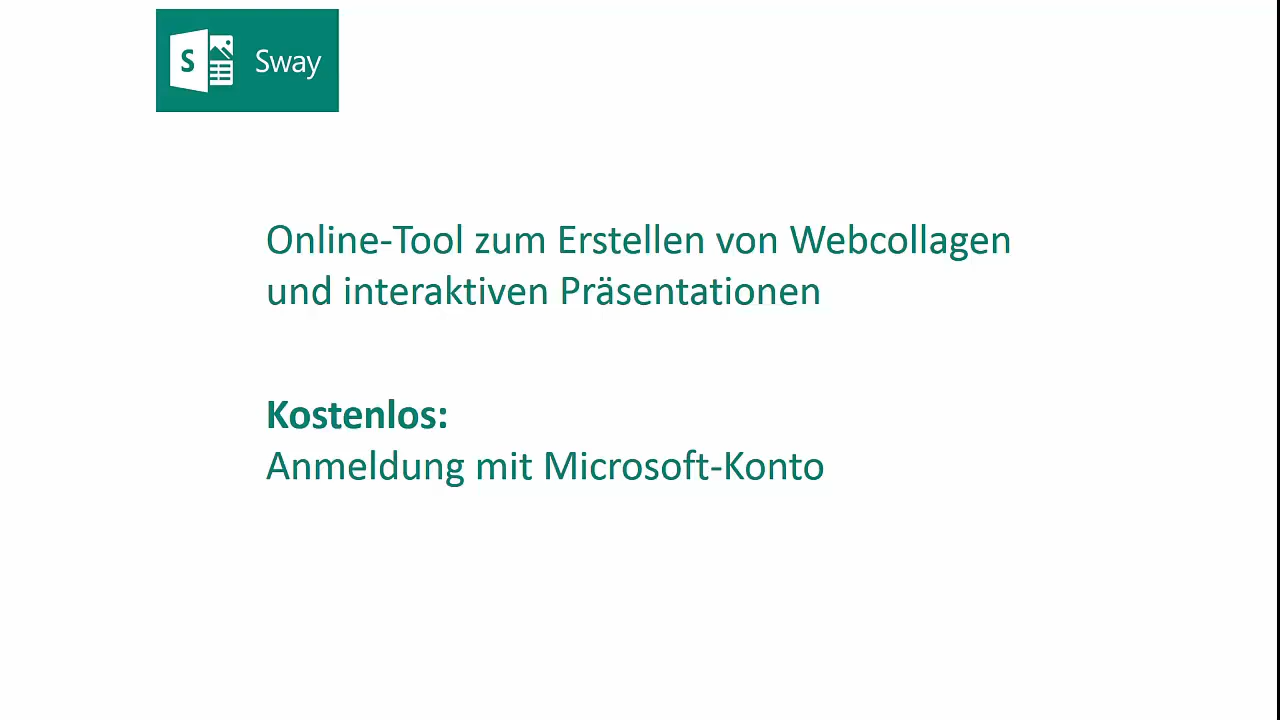 S Sway
Online-Tool zum Erstellen von Webcollagen
und interaktiven Präsentationen
Kostenlos:
Anmeldung mit Microsoft-Konto